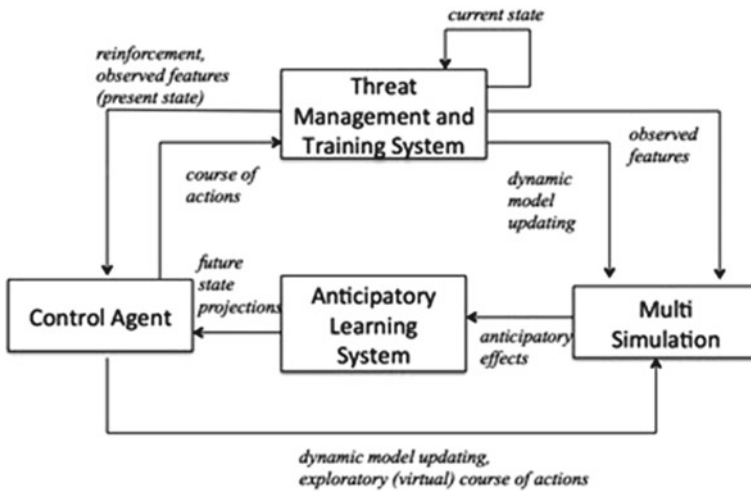 current state
reinforcement,
observed features
(present state)
Threat
Management and
Training System
observed
features
course of
actions
dynamic
model
updating
future
state
projections
Control Agent
Anticipatory
Learning
System
anticipatory
effects
Multi
Simulation
dynamic model updating,
exploratory (virtual) course of actions